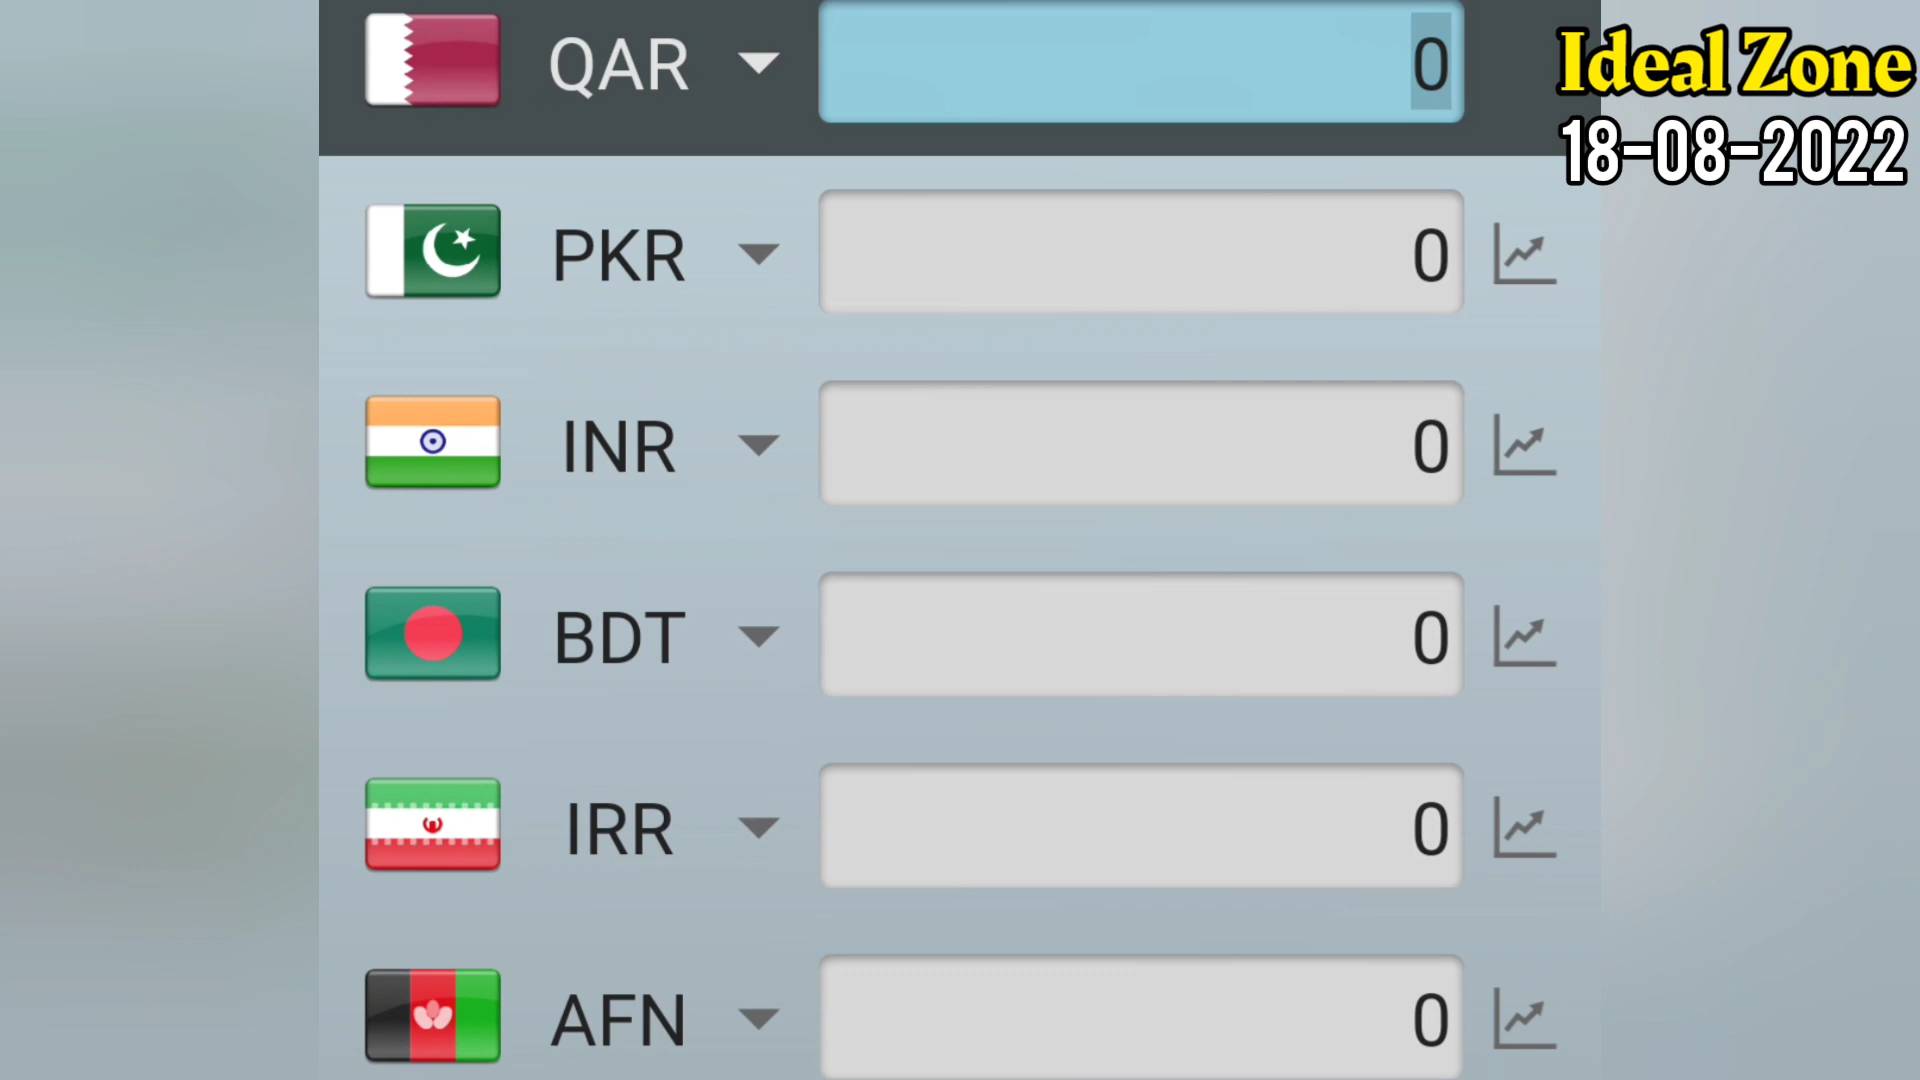 QAR 0
Ideal Zone
18-08-2022
PKR 0
INR 0
BDT 0
IRR 0
AFN 0